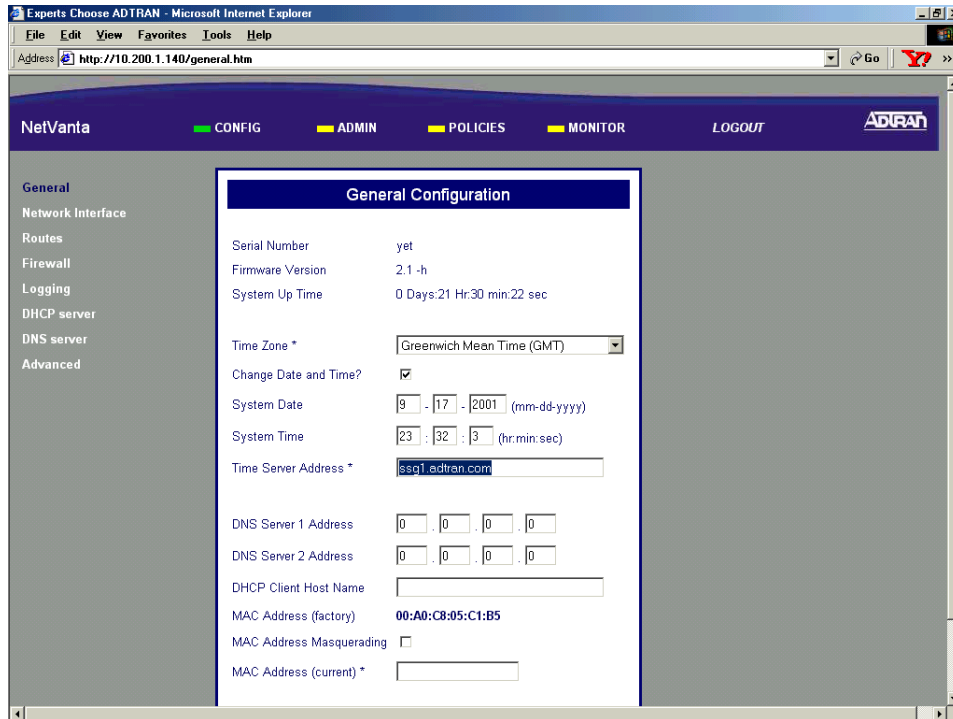 Experts Choose ADTRAN - Microsoft Internet Explorer
File Edit View Favorites Tools Help
Address http://10.200.1.140/general.htm Go Y? »
NetVanta CONFIG ADMIN POLICIES MONITOR LOGOUT ADTRAN
General
Network Interface
Routes
Firewall
Logging
DHCP server
DNS server
Advanced
General Configuration
Serial Number yet
Firmware Version 2.1 -h
System Up Time 0 Days:21 Hr:30 min:22 sec
Time Zone * Greenwich Mean Time (GMT)
Change Date and Time?
System Date 9 - 17 - 2001 (mm-dd-yyyy)
System Time 23 : 32 : 3 (hr:min:sec)
Time Server Address * ssg1.adtran.com
DNS Server 1 Address 0 . 0 . 0 . 0
DNS Server 2 Address 0 . 0 . 0 . 0
DHCP Client Host Name
MAC Address (factory) 00:A0:C8:05:C1:B5
MAC Address Masquerading
MAC Address (current) *